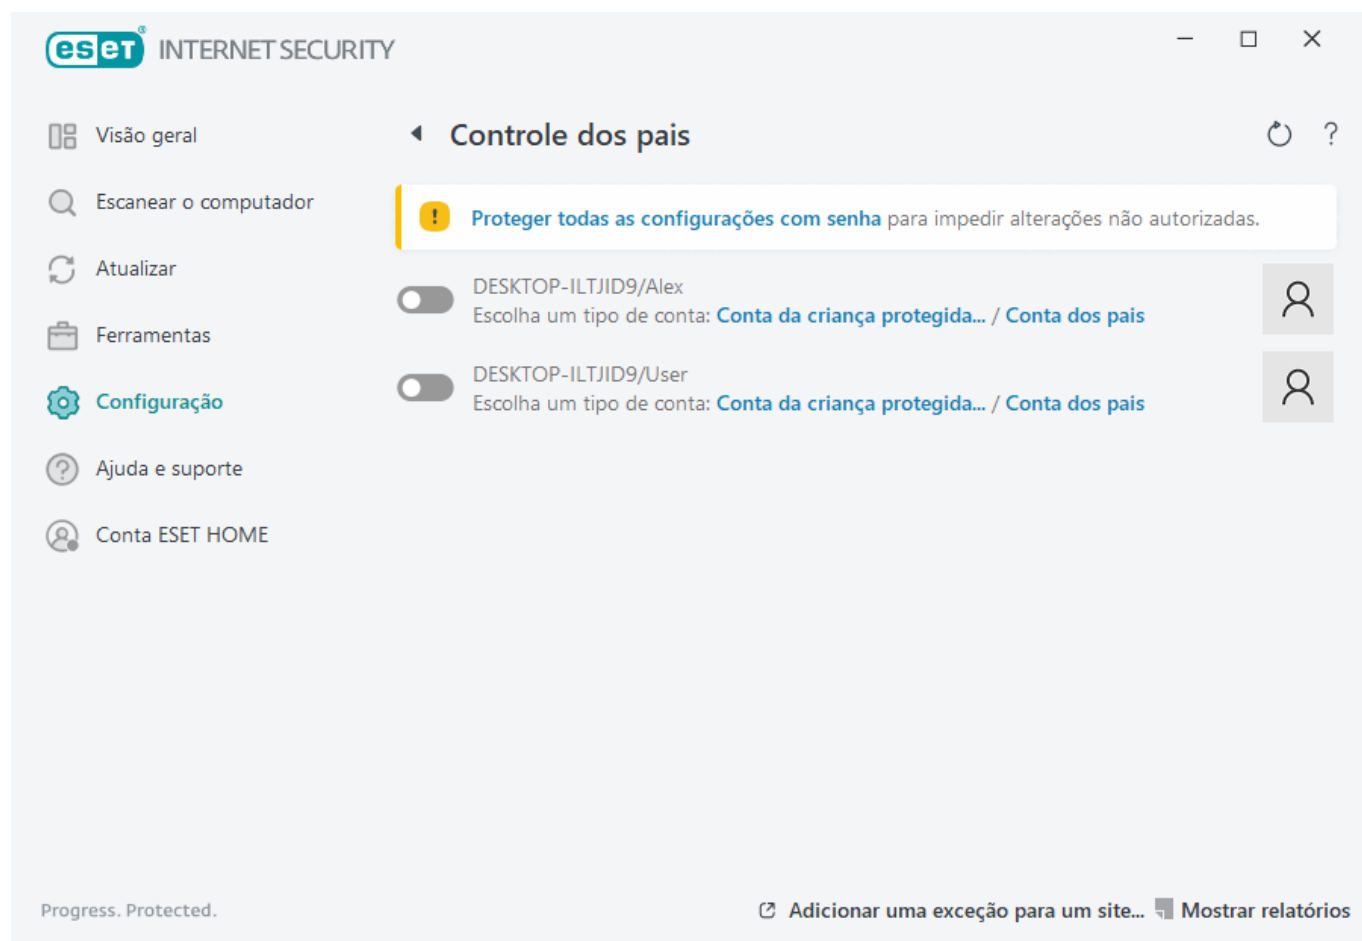 eset® INTERNET SECURITY
Visão geral
Escanear o computador
Atualizar
Ferramentas
Configuração
Ajuda e suporte
Conta ESET HOME
Controle dos pais
?
! Proteger todas as configurações com senha para impedir alterações não autorizadas.
DESKTOP-ILTJID9/Alex
Escolha um tipo de conta: Conta da criança protegida... / Conta dos pais
DESKTOP-ILTJID9/User
Escolha um tipo de conta: Conta da criança protegida... / Conta dos pais
Progress. Protected.
Adicionar uma exceção para um site... Mostrar relatórios